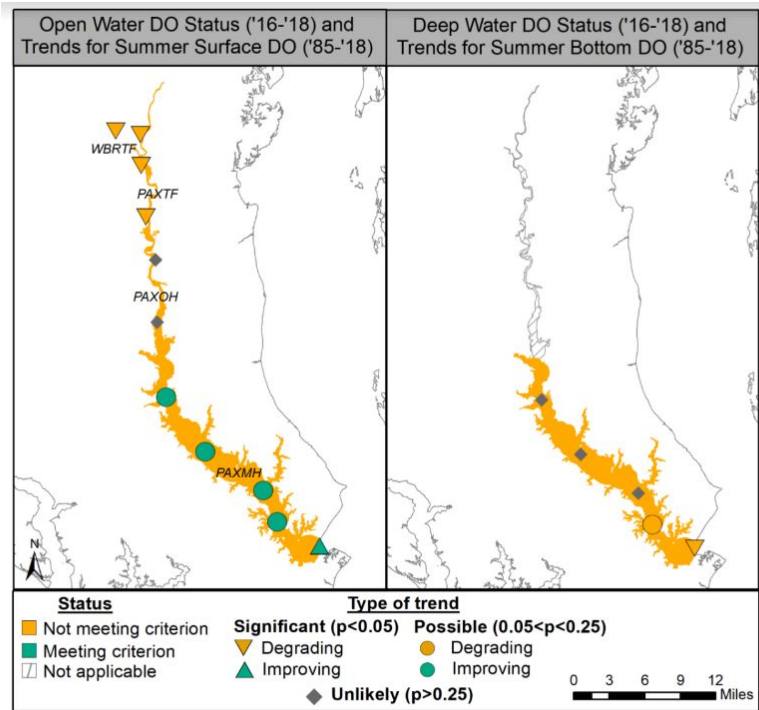 Open Water DO Status ('16-'18) and
Trends for Summer Surface DO ('85-'18)
Deep Water DO Status ('16-'18) and
Trends for Summer Bottom DO ('85-'18)
WBRTF
PAXTF
PAXOH
PAXMH
N
Status
Not meeting criterion
Meeting criterion
Not applicable
Type of trend
Significant (p<0.05)
Degrading
Improving
Possible (0.05<p<0.25)
Degrading
Improving
Unlikely (p>0.25)
0 3 6 9 12
Miles